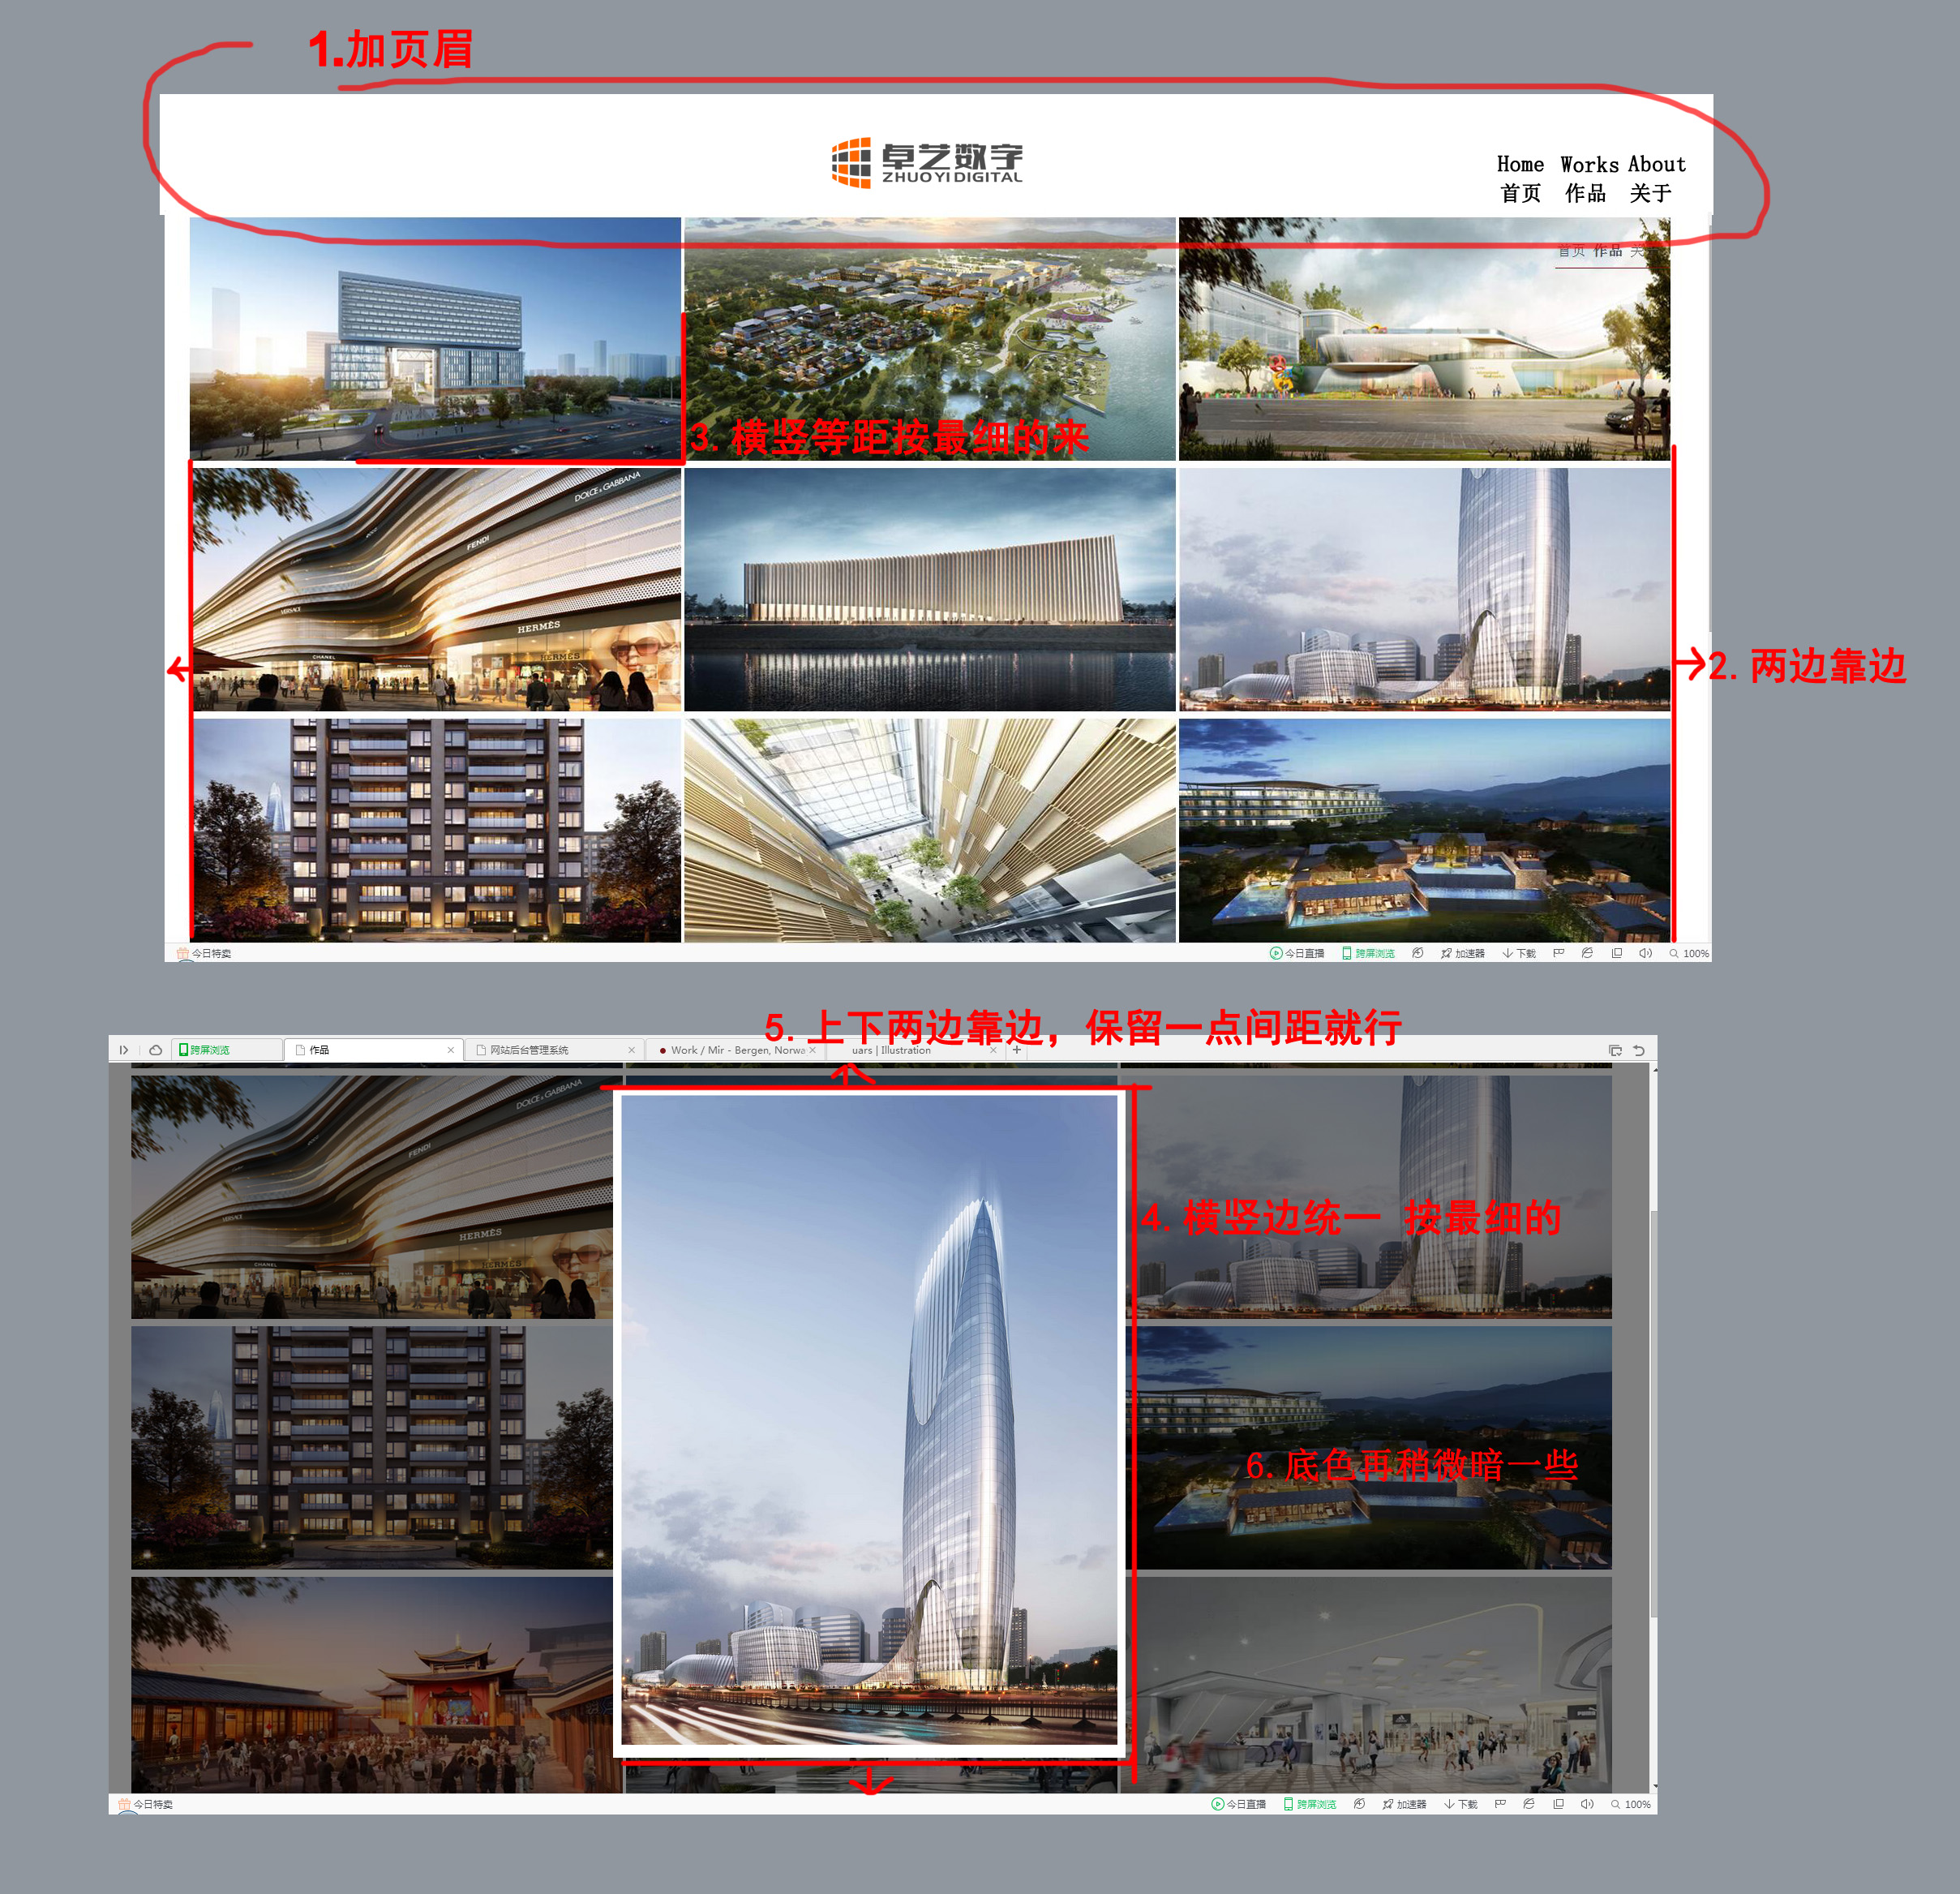 1.加页眉
卓艺数字
ZHUOYI DIGITAL
Home Works About
首页 作品 关于
首页 作品
DOLCE & GABBANA
FENDI
VERSACE
HERMÈS
HERMÈS
CHANEL
PRADA
3.横竖等距按最细的来
2.两边靠边
今日特卖
今日直播 跨屏浏览 加速器 下载 100%
5.上下两边靠边，保留一点间距就行
跨屏浏览 作品 网站后台管理系统 Work / Mir - Bergen, Norwa uars | Illustration
DOLCE & GABBANA
FENDI
VERSACE
HERMÈS
HERMÈS
CHANEL
4.横竖边统一 按最细的
6.底色再稍微暗一些
PUMA
今日特卖
今日直播 跨屏浏览 加速器 下载 100%